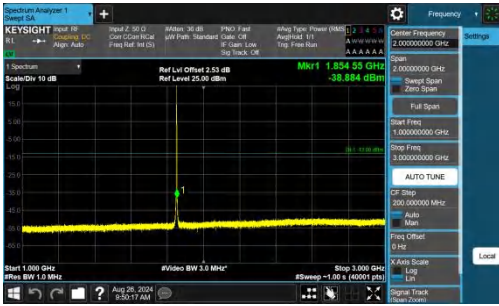 Spectrum Analyzer 1
Swept SA
+
Frequency
KEYSIGHT
Input: RF
Coupling: DC
Align: Auto
Input Z: 50 Ω
Corr CCorr RCal
Freq Ref: Int (S)
#Atten: 36 dB
µW Path: Standard
PNO: Fast
Gate: Off
IF Gain: Low
Sig Track: Off
#Avg Type: Power (RMS)
Avg|Hold: 1/1
Trig: Free Run
1 2 3 4 5 6
A W W W W W
A A A A A A
1 Spectrum
Scale/Div 10 dB
Ref Lvl Offset 2.53 dB
Ref Level 25.00 dBm
Mkr1 1.854 55 GHz
-38.884 dBm
Log
15.0
5.00
-5.00
-15.0
-25.0
-35.0
-45.0
-55.0
-65.0
1
Start 1.000 GHz
#Res BW 1.0 MHz
#Video BW 3.0 MHz*
Stop 3.000 GHz
#Sweep ~1.00 s (40001 pts)
Center Frequency
2.000000000 GHz
Settings
Span
2.00000000 GHz
Swept Span
Zero Span
Full Span
Start Freq
1.000000000 GHz
Stop Freq
3.000000000 GHz
AUTO TUNE
CF Step
200.000000 MHz
Auto
Man
Freq Offset
0 Hz
X Axis Scale
Log
Lin
Local
Signal Track
(Span Zoom)
?
Aug 26, 2024
9:50:17 AM